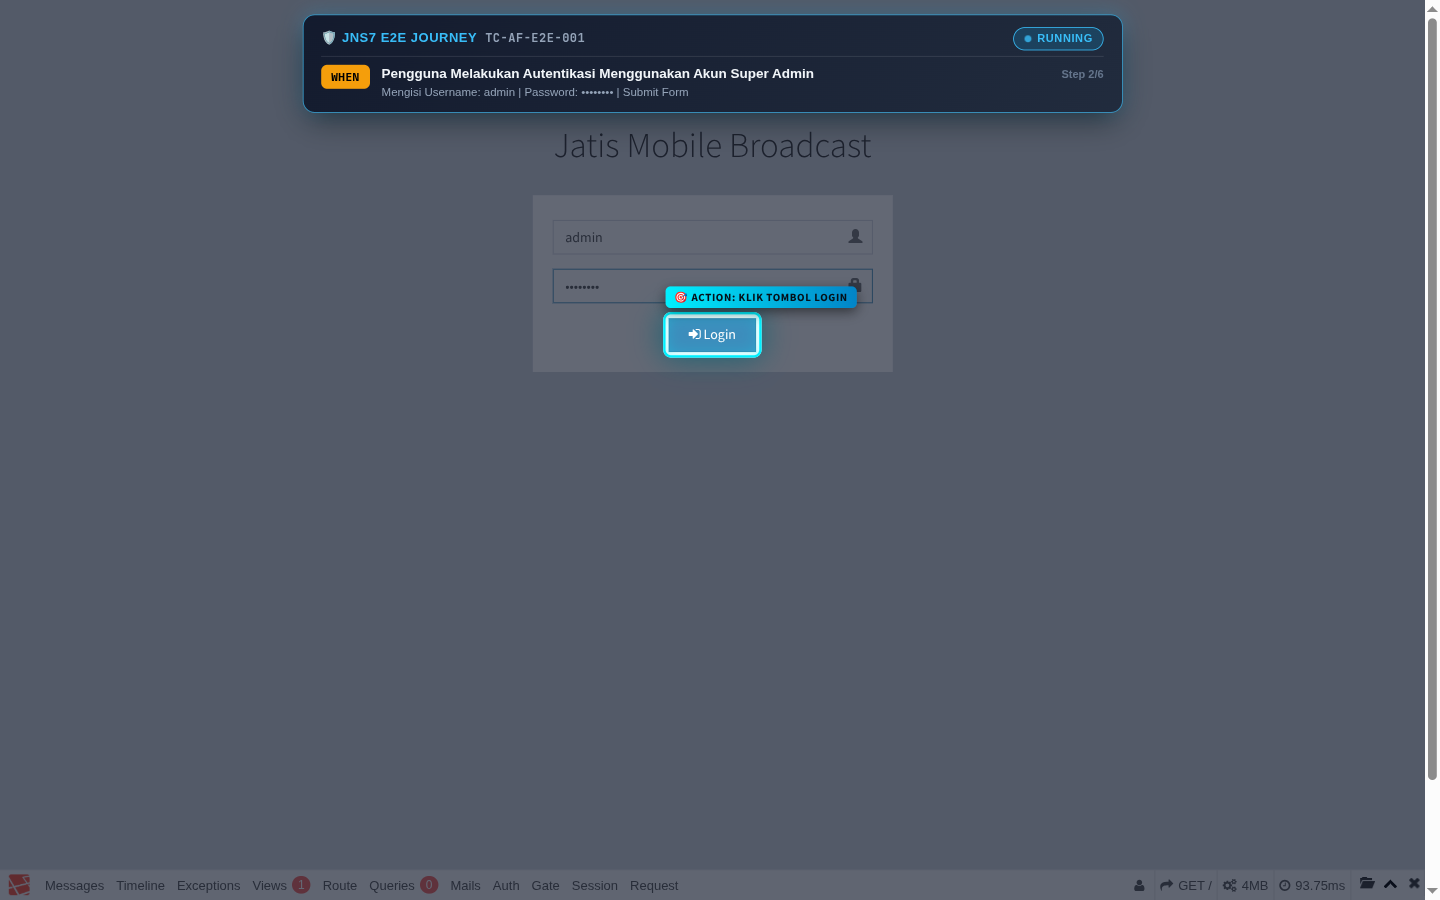 JNS7 E2E JOURNEY TC-AF-E2E-001
RUNNING
WHEN
Pengguna Melakukan Autentikasi Menggunakan Akun Super Admin
Step 2/6
Mengisi Username: admin | Password: •••••••• | Submit Form
Jatis Mobile Broadcast
admin
••••••••
ACTION: KLIK TOMBOL LOGIN
Login
Messages Timeline Exceptions Views 1 Route Queries 0 Mails Auth Gate Session Request GET / 4MB 93.75ms